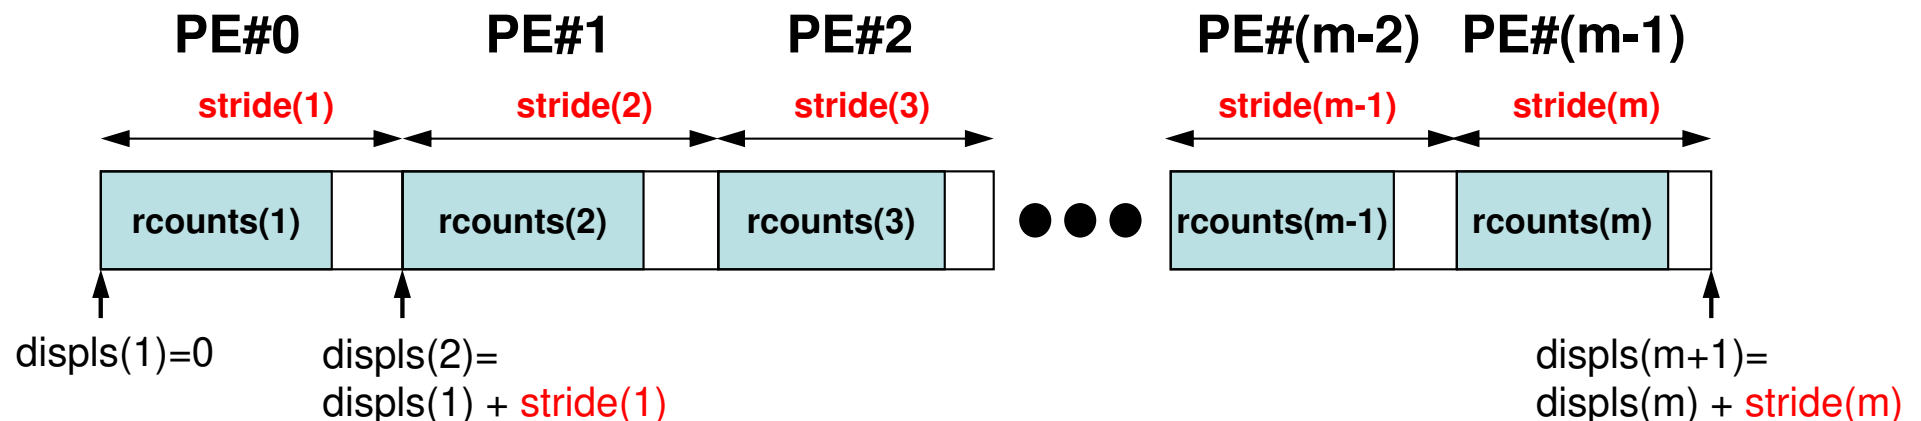 PE#0 PE#1 PE#2 PE#(m-2) PE#(m-1)
stride(1) stride(2) stride(3) stride(m-1) stride(m)
rcounts(1) rcounts(2) rcounts(3) rcounts(m-1) rcounts(m)
displs(1)=0
displs(2)=
displs(1) + stride(1)
displs(m+1)=
displs(m) + stride(m)